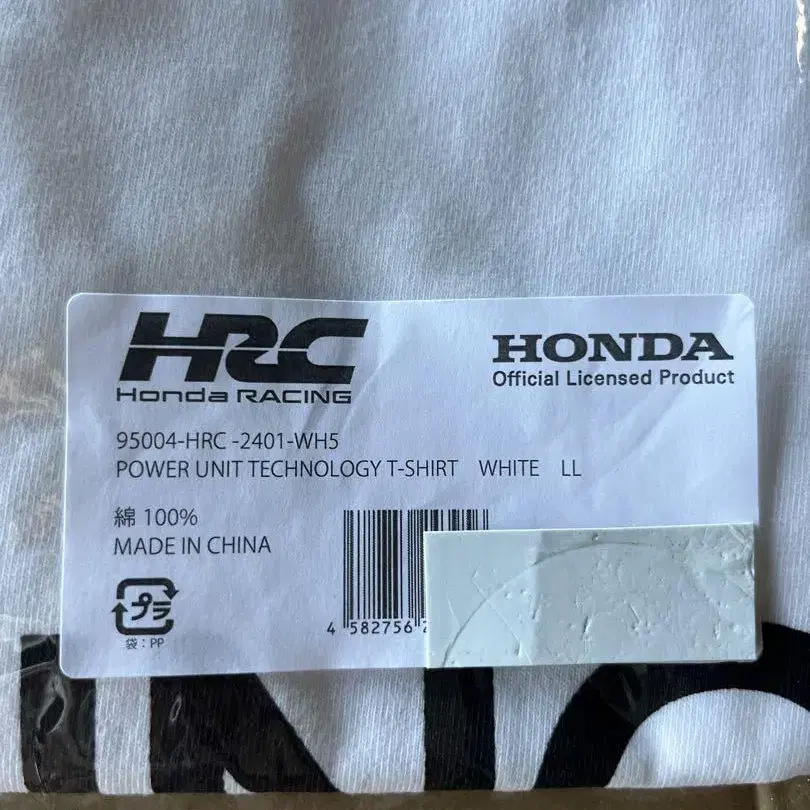 HRC
Honda RACING
HONDA
Official Licensed Product
95004-HRC -2401-WH5
POWER UNIT TECHNOLOGY T-SHIRT WHITE LL
綿 100%
MADE IN CHINA
4 582756
プラ
袋：PP